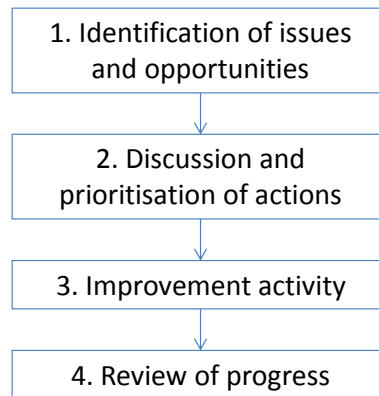 1. Identification of issues
and opportunities
2. Discussion and
prioritisation of actions
3. Improvement activity
4. Review of progress